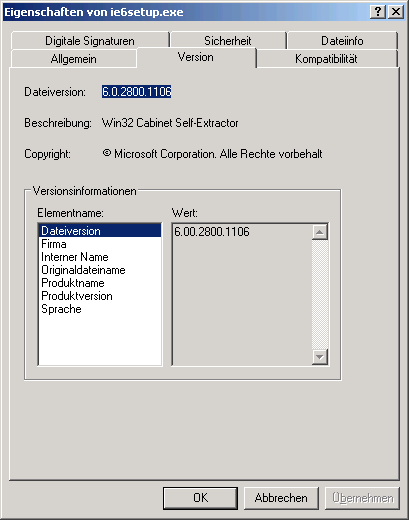 Eigenschaften von ie6setup.exe
Digitale Signaturen Sicherheit Dateiinfo
Allgemein Version Kompatibilität
Dateiversion: 6.0.2800.1106
Beschreibung: Win32 Cabinet Self-Extractor
Copyright: © Microsoft Corporation. Alle Rechte vorbehalt
Versionsinformationen
Elementname: Wert:
Dateiversion 6.00.2800.1106
Firma
Interner Name
Originaldateiname
Produktname
Produktversion
Sprache
OK Abbrechen Übernehmen